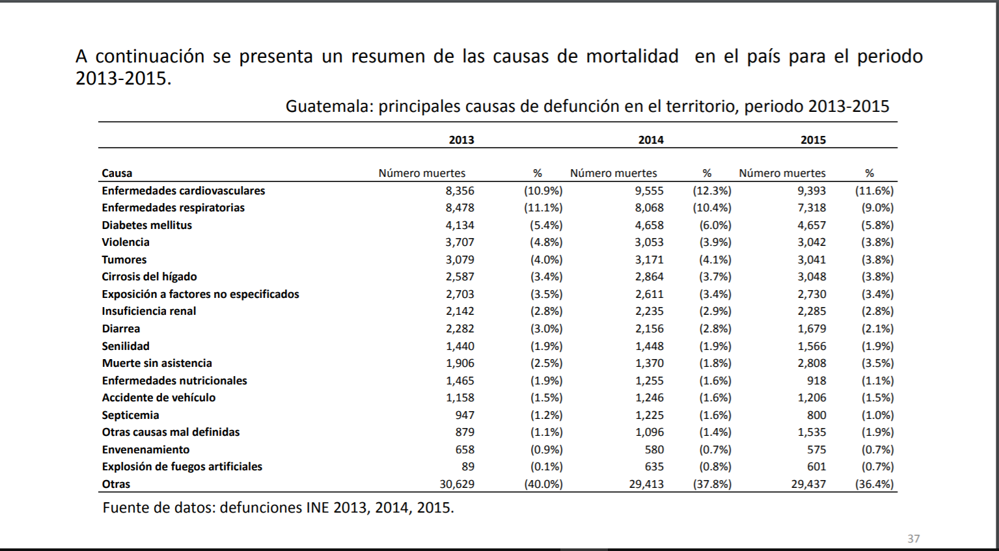 A continuación se presenta un resumen de las causas de mortalidad en el país para el periodo
2013-2015.
Guatemala: principales causas de defunción en el territorio, periodo 2013-2015
2013 2014 2015
Causa Número muertes % Número muertes % Número muertes %
Enfermedades cardiovasculares 8,356 (10.9%) 9,555 (12.3%) 9,393 (11.6%)
Enfermedades respiratorias 8,478 (11.1%) 8,068 (10.4%) 7,318 (9.0%)
Diabetes mellitus 4,134 (5.4%) 4,658 (6.0%) 4,657 (5.8%)
Violencia 3,707 (4.8%) 3,053 (3.9%) 3,042 (3.8%)
Tumores 3,079 (4.0%) 3,171 (4.1%) 3,041 (3.8%)
Cirrosis del hígado 2,587 (3.4%) 2,864 (3.7%) 3,048 (3.8%)
Exposición a factores no especificados 2,703 (3.5%) 2,611 (3.4%) 2,730 (3.4%)
Insuficiencia renal 2,142 (2.8%) 2,235 (2.9%) 2,285 (2.8%)
Diarrea 2,282 (3.0%) 2,156 (2.8%) 1,679 (2.1%)
Senilidad 1,440 (1.9%) 1,448 (1.9%) 1,566 (1.9%)
Muerte sin asistencia 1,906 (2.5%) 1,370 (1.8%) 2,808 (3.5%)
Enfermedades nutricionales 1,465 (1.9%) 1,255 (1.6%) 918 (1.1%)
Accidente de vehículo 1,158 (1.5%) 1,246 (1.6%) 1,206 (1.5%)
Septicemia 947 (1.2%) 1,225 (1.6%) 800 (1.0%)
Otras causas mal definidas 879 (1.1%) 1,096 (1.4%) 1,535 (1.9%)
Envenenamiento 658 (0.9%) 580 (0.7%) 575 (0.7%)
Explosión de fuegos artificiales 89 (0.1%) 635 (0.8%) 601 (0.7%)
Otras 30,629 (40.0%) 29,413 (37.8%) 29,437 (36.4%)
Fuente de datos: defunciones INE 2013, 2014, 2015.
37